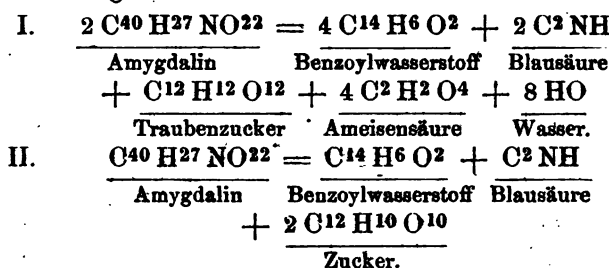 I. 2 C40 H27 NO22 = 4 C14 H6 O2 + 2 C2 NH
Amygdalin Benzoylwasserstoff Blausäure
+ C12 H12 O12 + 4 C2 H2 O4 + 8 HO
Traubenzucker Ameisensäure Wasser.
II. C40 H27 NO22 = C14 H6 O2 + C2 NH
Amygdalin Benzoylwasserstoff Blausäure
+ 2 C12 H10 O10
Zucker.